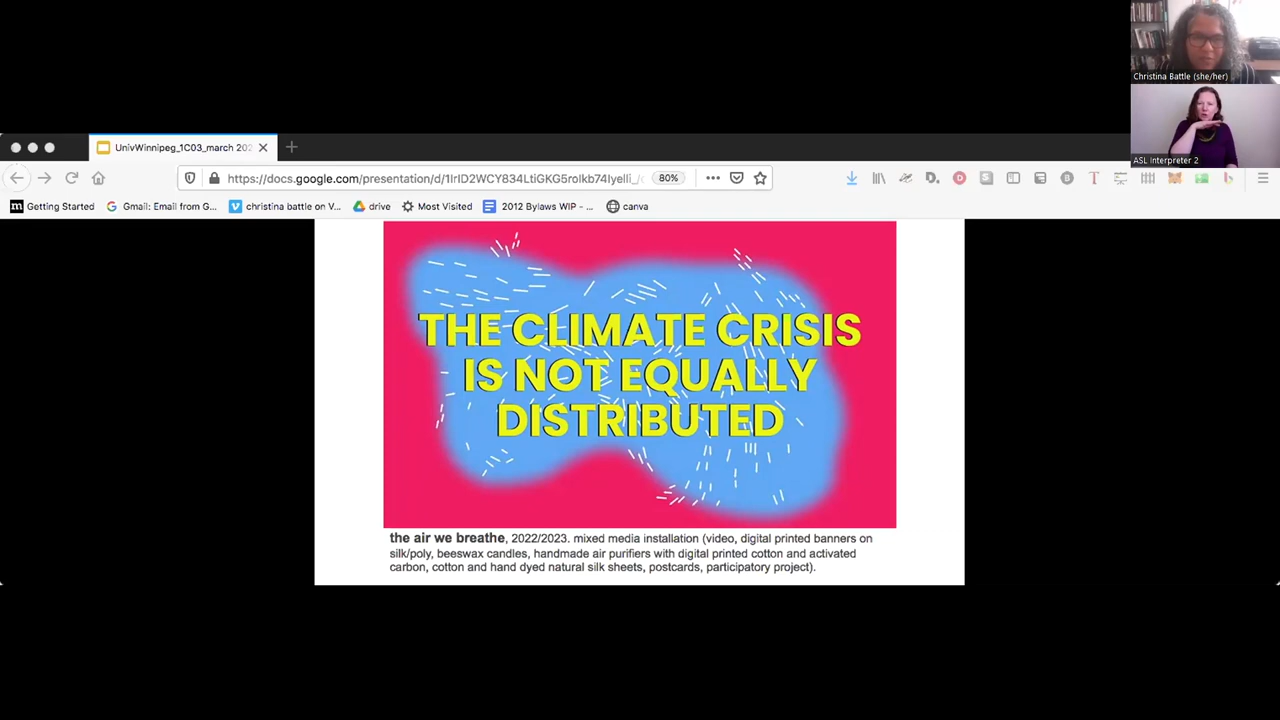 Christina Battle (she/her)
ASL Interpreter 2
UnivWinnipeg_1C03_march 202
https://docs.google.com/presentation/d/
80%
Getting Started
Gmail: Email from G...
christina battle on V...
drive
Most Visited
2012 Bylaws WIP - ...
canva
THE CLIMATE CRISIS
IS NOT EQUALLY
DISTRIBUTED
the air we breathe, 2022/2023. mixed media installation (video, digital printed banners on
silk/poly, beeswax candles, handmade air purifiers with digital printed cotton and activated
carbon, cotton and hand dyed natural silk sheets, postcards, participatory project).